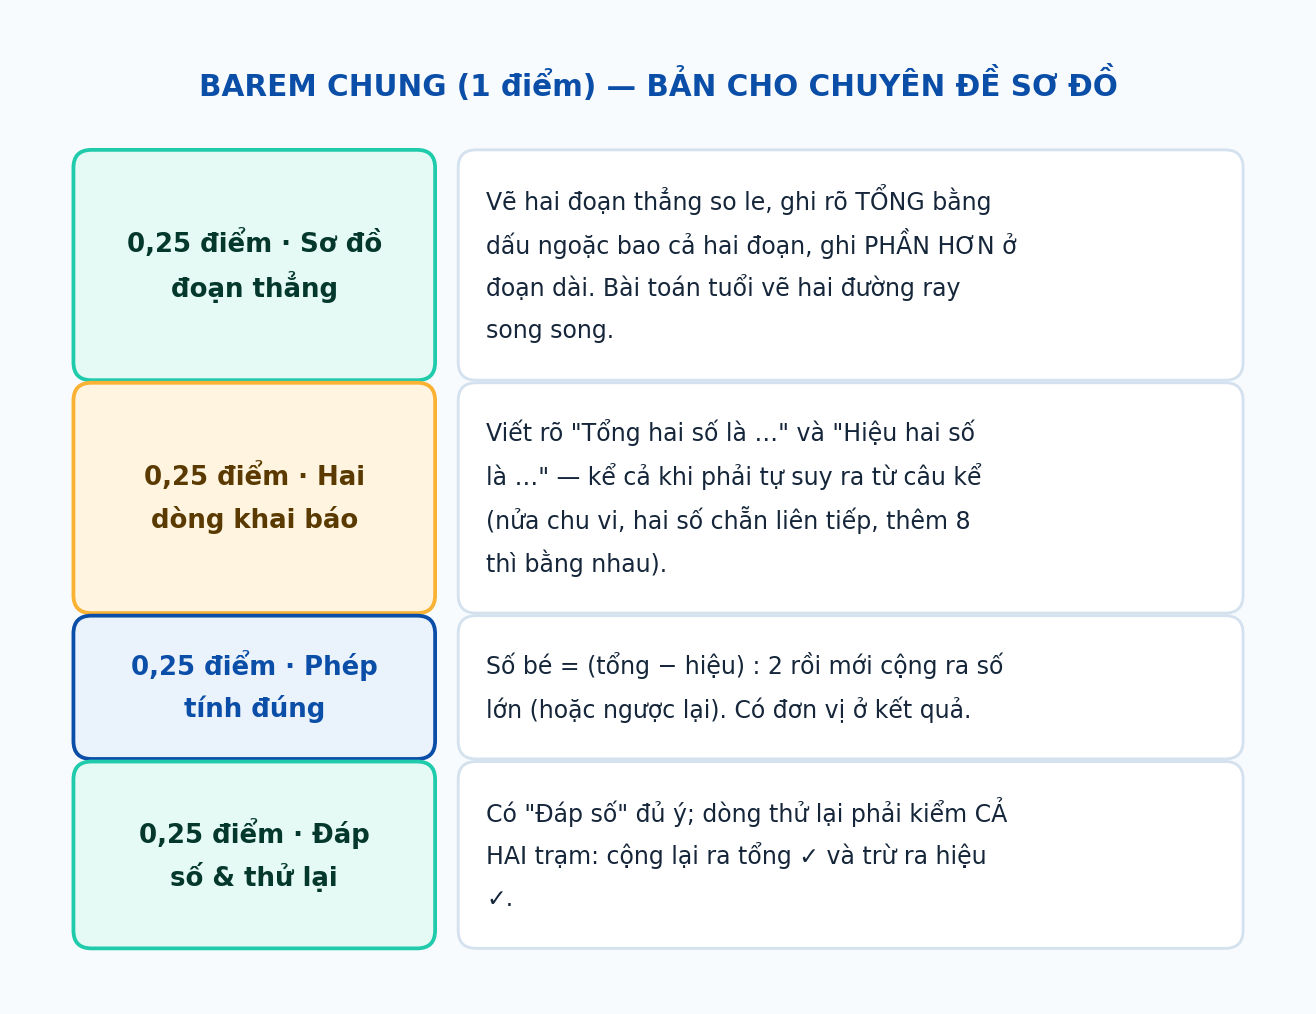 BAREM CHUNG (1 điểm) — BẢN CHO CHUYÊN ĐỀ SƠ ĐỒ
0,25 điểm · Sơ đồ
đoạn thẳng
Vẽ hai đoạn thẳng so le, ghi rõ TỔNG bằng
dấu ngoặc bao cả hai đoạn, ghi PHẦN HƠN ở
đoạn dài. Bài toán tuổi vẽ hai đường ray
song song.
0,25 điểm · Hai
dòng khai báo
Viết rõ "Tổng hai số là ..." và "Hiệu hai số
là ..." — kể cả khi phải tự suy ra từ câu kể
(nửa chu vi, hai số chẵn liên tiếp, thêm 8
thì bằng nhau).
0,25 điểm · Phép
tính đúng
Số bé = (tổng − hiệu) : 2 rồi mới cộng ra số
lớn (hoặc ngược lại). Có đơn vị ở kết quả.
0,25 điểm · Đáp
số & thử lại
Có "Đáp số" đủ ý; dòng thử lại phải kiểm CẢ
HAI trạm: cộng lại ra tổng ✓ và trừ ra hiệu
✓.